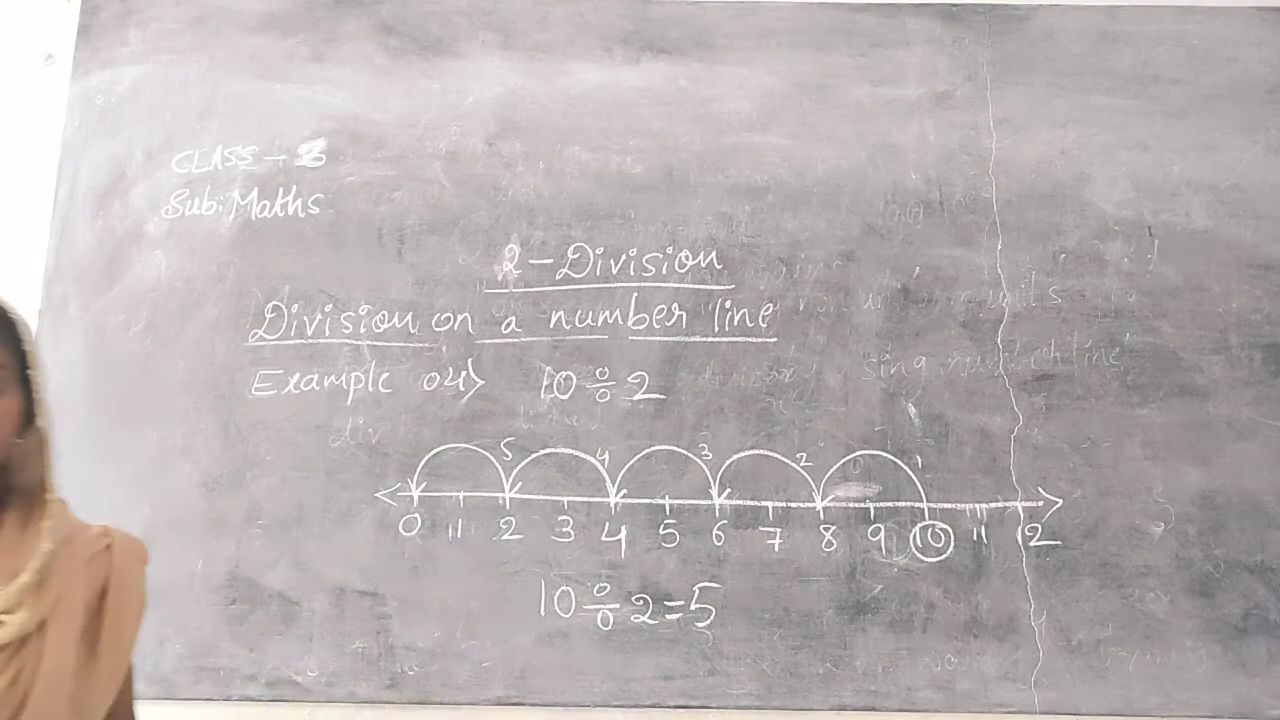 CLASS - 3
Sub: Maths
2-Division
Division on a number line
Example 04> 10 ÷ 2
5 4 3 2 1
0 1 2 3 4 5 6 7 8 9 10 11 12
10 ÷ 2 = 5